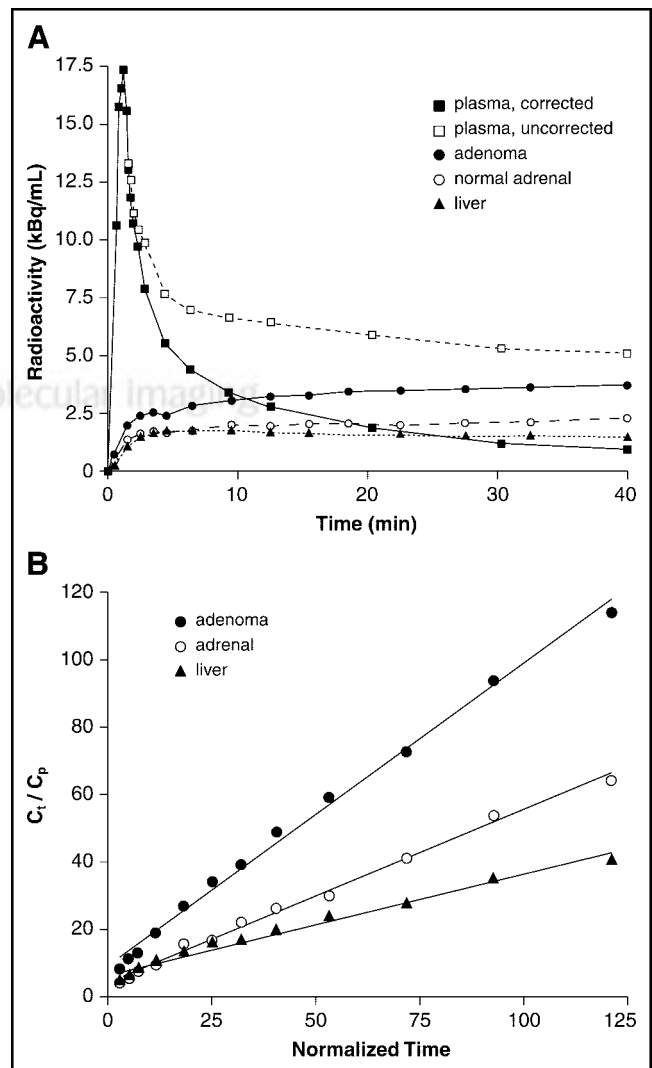 A
17.5
15.0
12.5
10.0
7.5
5.0
2.5
0
Radioactivity (kBq/mL)
plasma, corrected
plasma, uncorrected
adenoma
normal adrenal
liver
olecular imaging
0 10 20 30 40
Time (min)
B
120
100
80
60
40
20
0
Ct / Cp
adenoma
adrenal
liver
0 25 50 75 100 125
Normalized Time